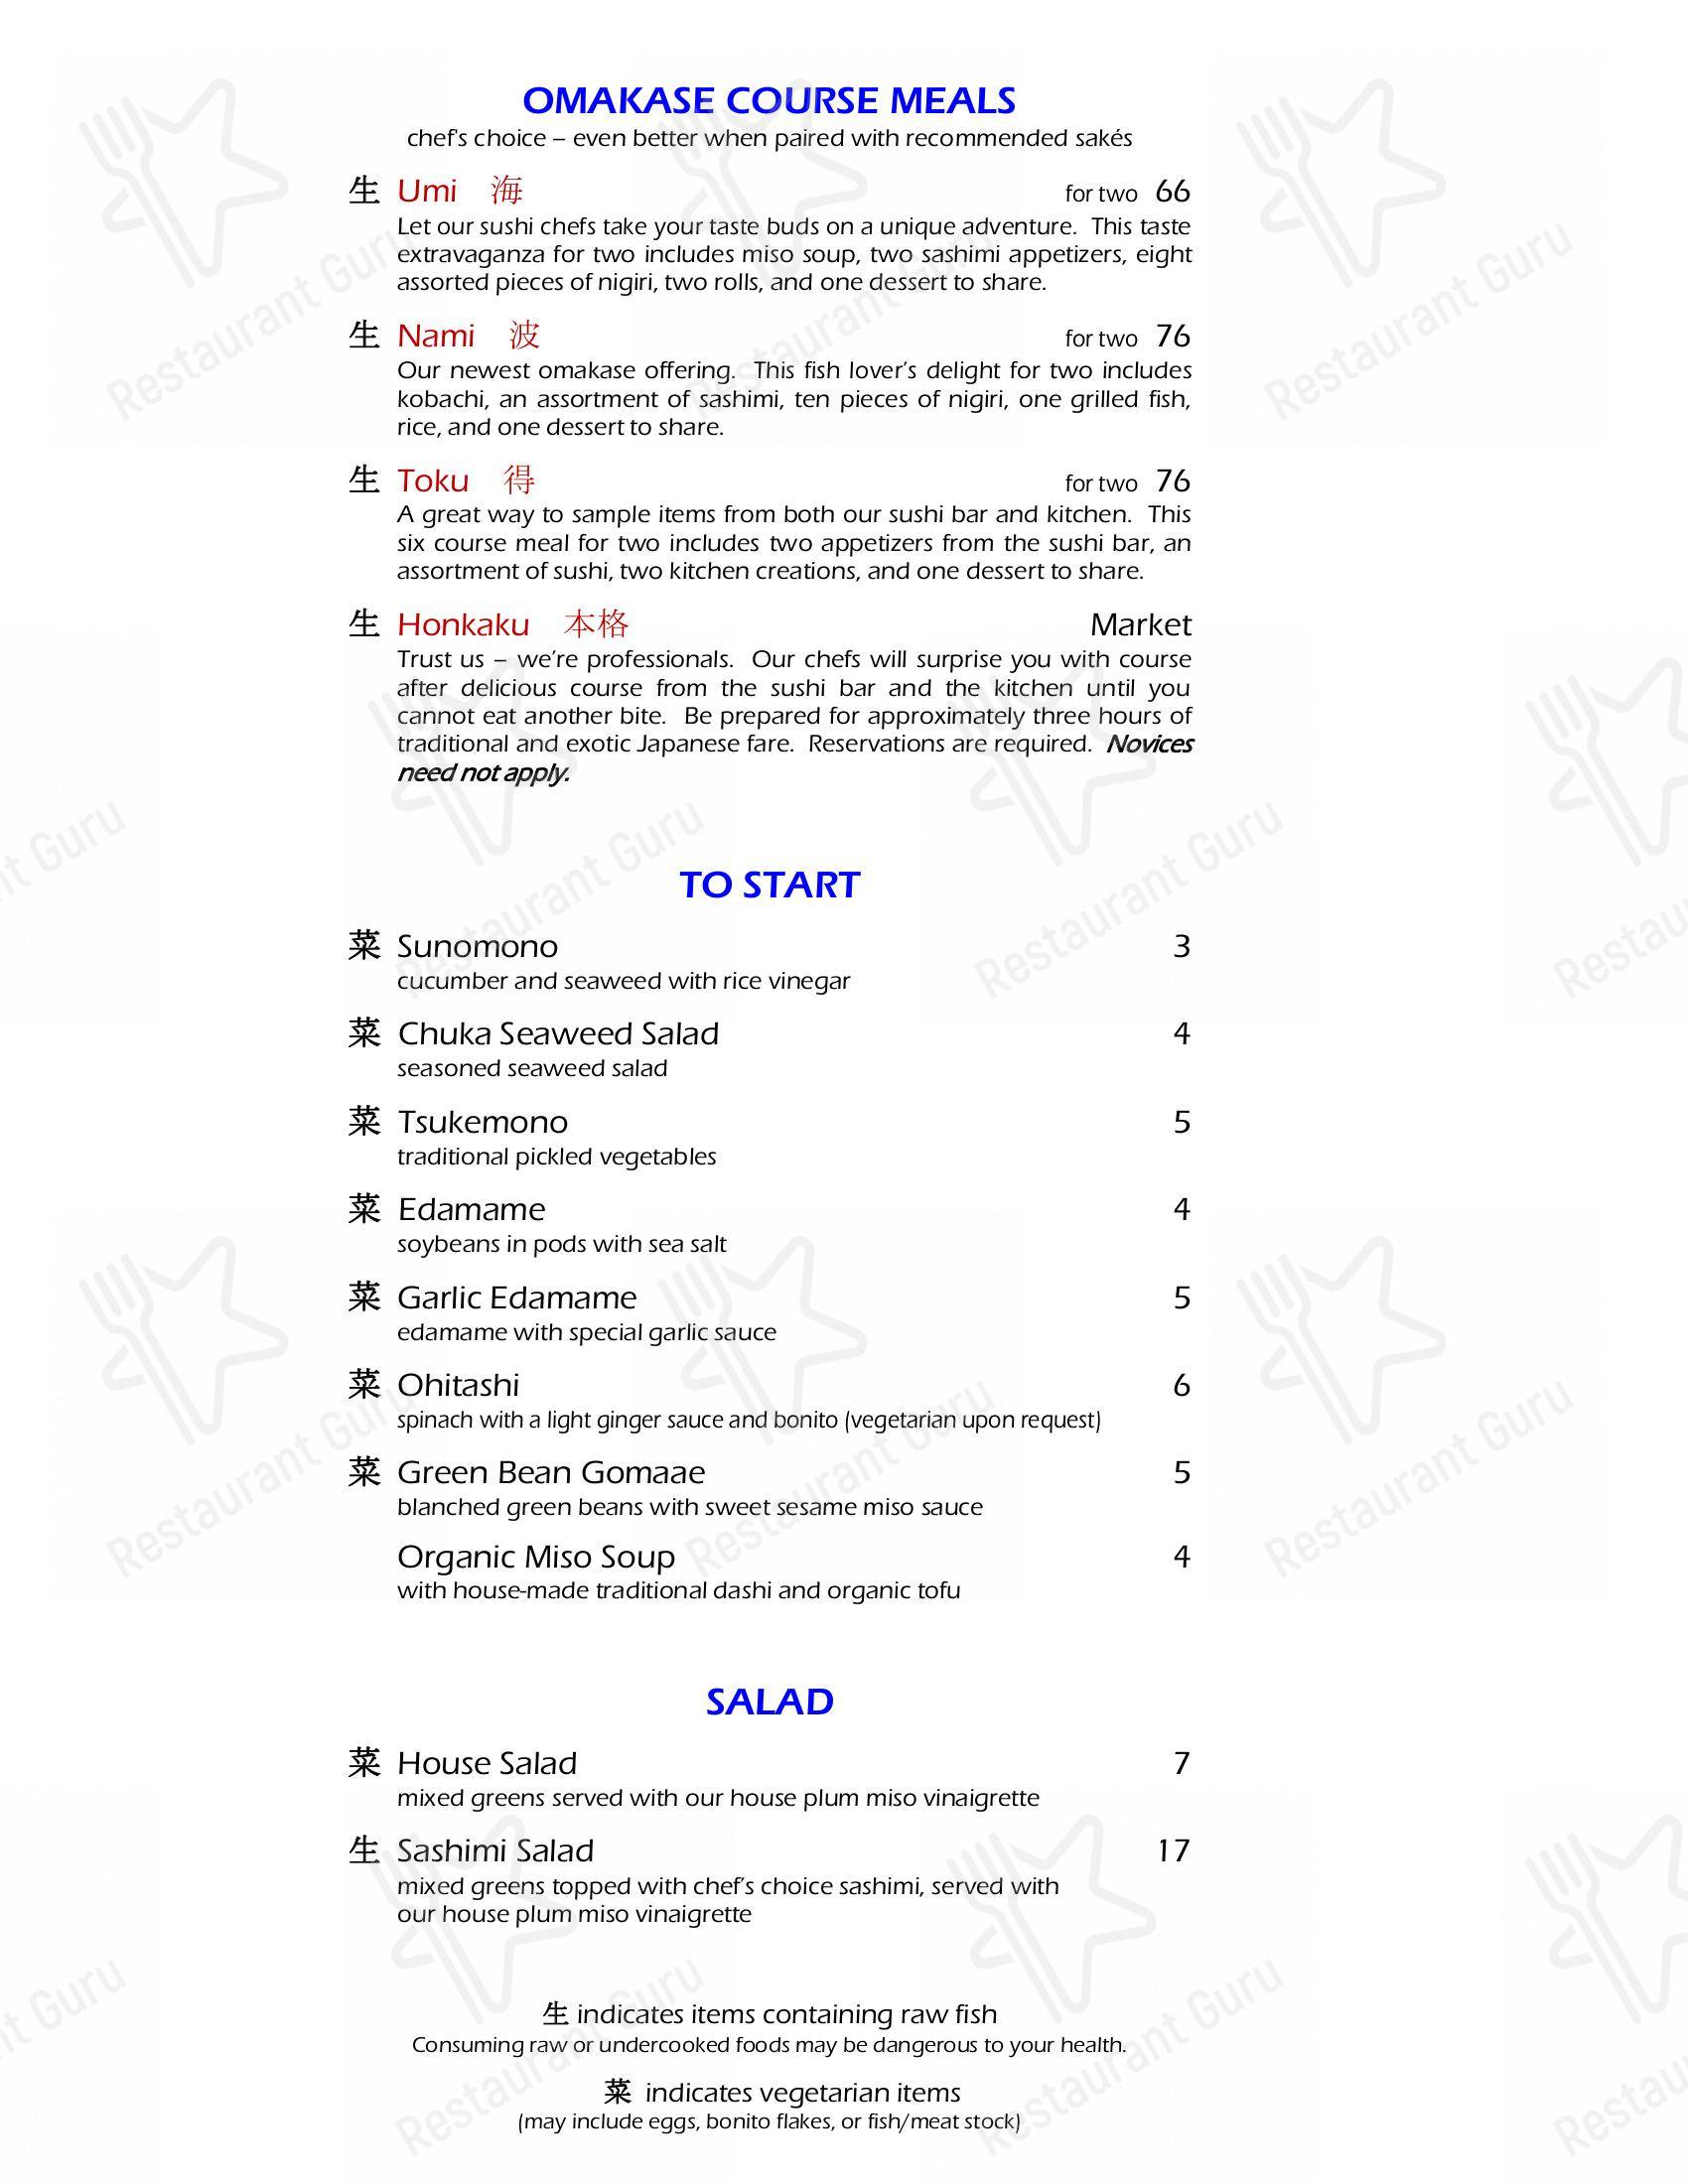 OMAKASE COURSE MEALS
chef's choice – even better when paired with recommended sakés
生 Umi 海 for two 66
Let our sushi chefs take your taste buds on a unique adventure. This taste
extravaganza for two includes miso soup, two sashimi appetizers, eight
assorted pieces of nigiri, two rolls, and one dessert to share.
生 Nami 波 for two 76
Our newest omakase offering. This fish lover's delight for two includes
kobachi, an assortment of sashimi, ten pieces of nigiri, one grilled fish,
rice, and one dessert to share.
生 Toku 得 for two 76
A great way to sample items from both our sushi bar and kitchen. This
six course meal for two includes two appetizers from the sushi bar, an
assortment of sushi, two kitchen creations, and one dessert to share.
生 Honkaku 本格 Market
Trust us – we're professionals. Our chefs will surprise you with course
after delicious course from the sushi bar and the kitchen until you
cannot eat another bite. Be prepared for approximately three hours of
traditional and exotic Japanese fare. Reservations are required. Novices
need not apply.
TO START
菜 Sunomono 3
cucumber and seaweed with rice vinegar
菜 Chuka Seaweed Salad 4
seasoned seaweed salad
菜 Tsukemono 5
traditional pickled vegetables
菜 Edamame 4
soybeans in pods with sea salt
菜 Garlic Edamame 5
edamame with special garlic sauce
菜 Ohitashi 6
spinach with a light ginger sauce and bonito (vegetarian upon request)
菜 Green Bean Gomaae 5
blanched green beans with sweet sesame miso sauce
Organic Miso Soup 4
with house-made traditional dashi and organic tofu
SALAD
菜 House Salad 7
mixed greens served with our house plum miso vinaigrette
生 Sashimi Salad 17
mixed greens topped with chef's choice sashimi, served with
our house plum miso vinaigrette
生 indicates items containing raw fish
Consuming raw or undercooked foods may be dangerous to your health.
菜 indicates vegetarian items
(may include eggs, bonito flakes, or fish/meat stock)
Restaurant Guru